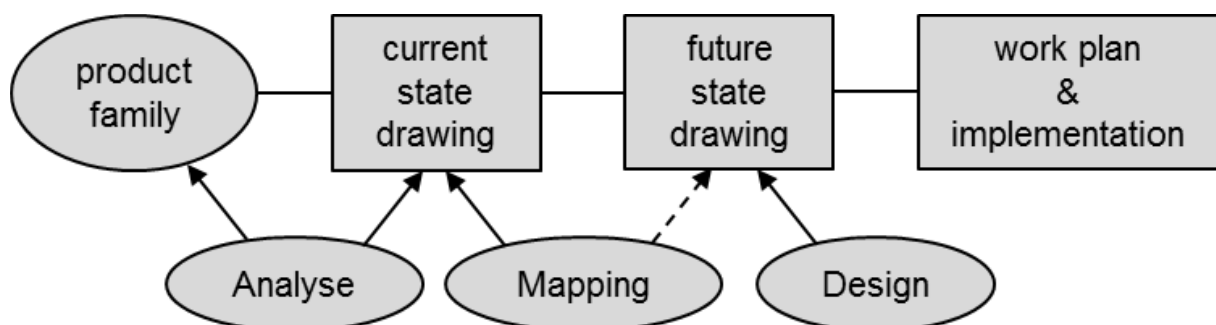 product
family
current
state
drawing
future
state
drawing
work plan
&
implementation
Analyse
Mapping
Design